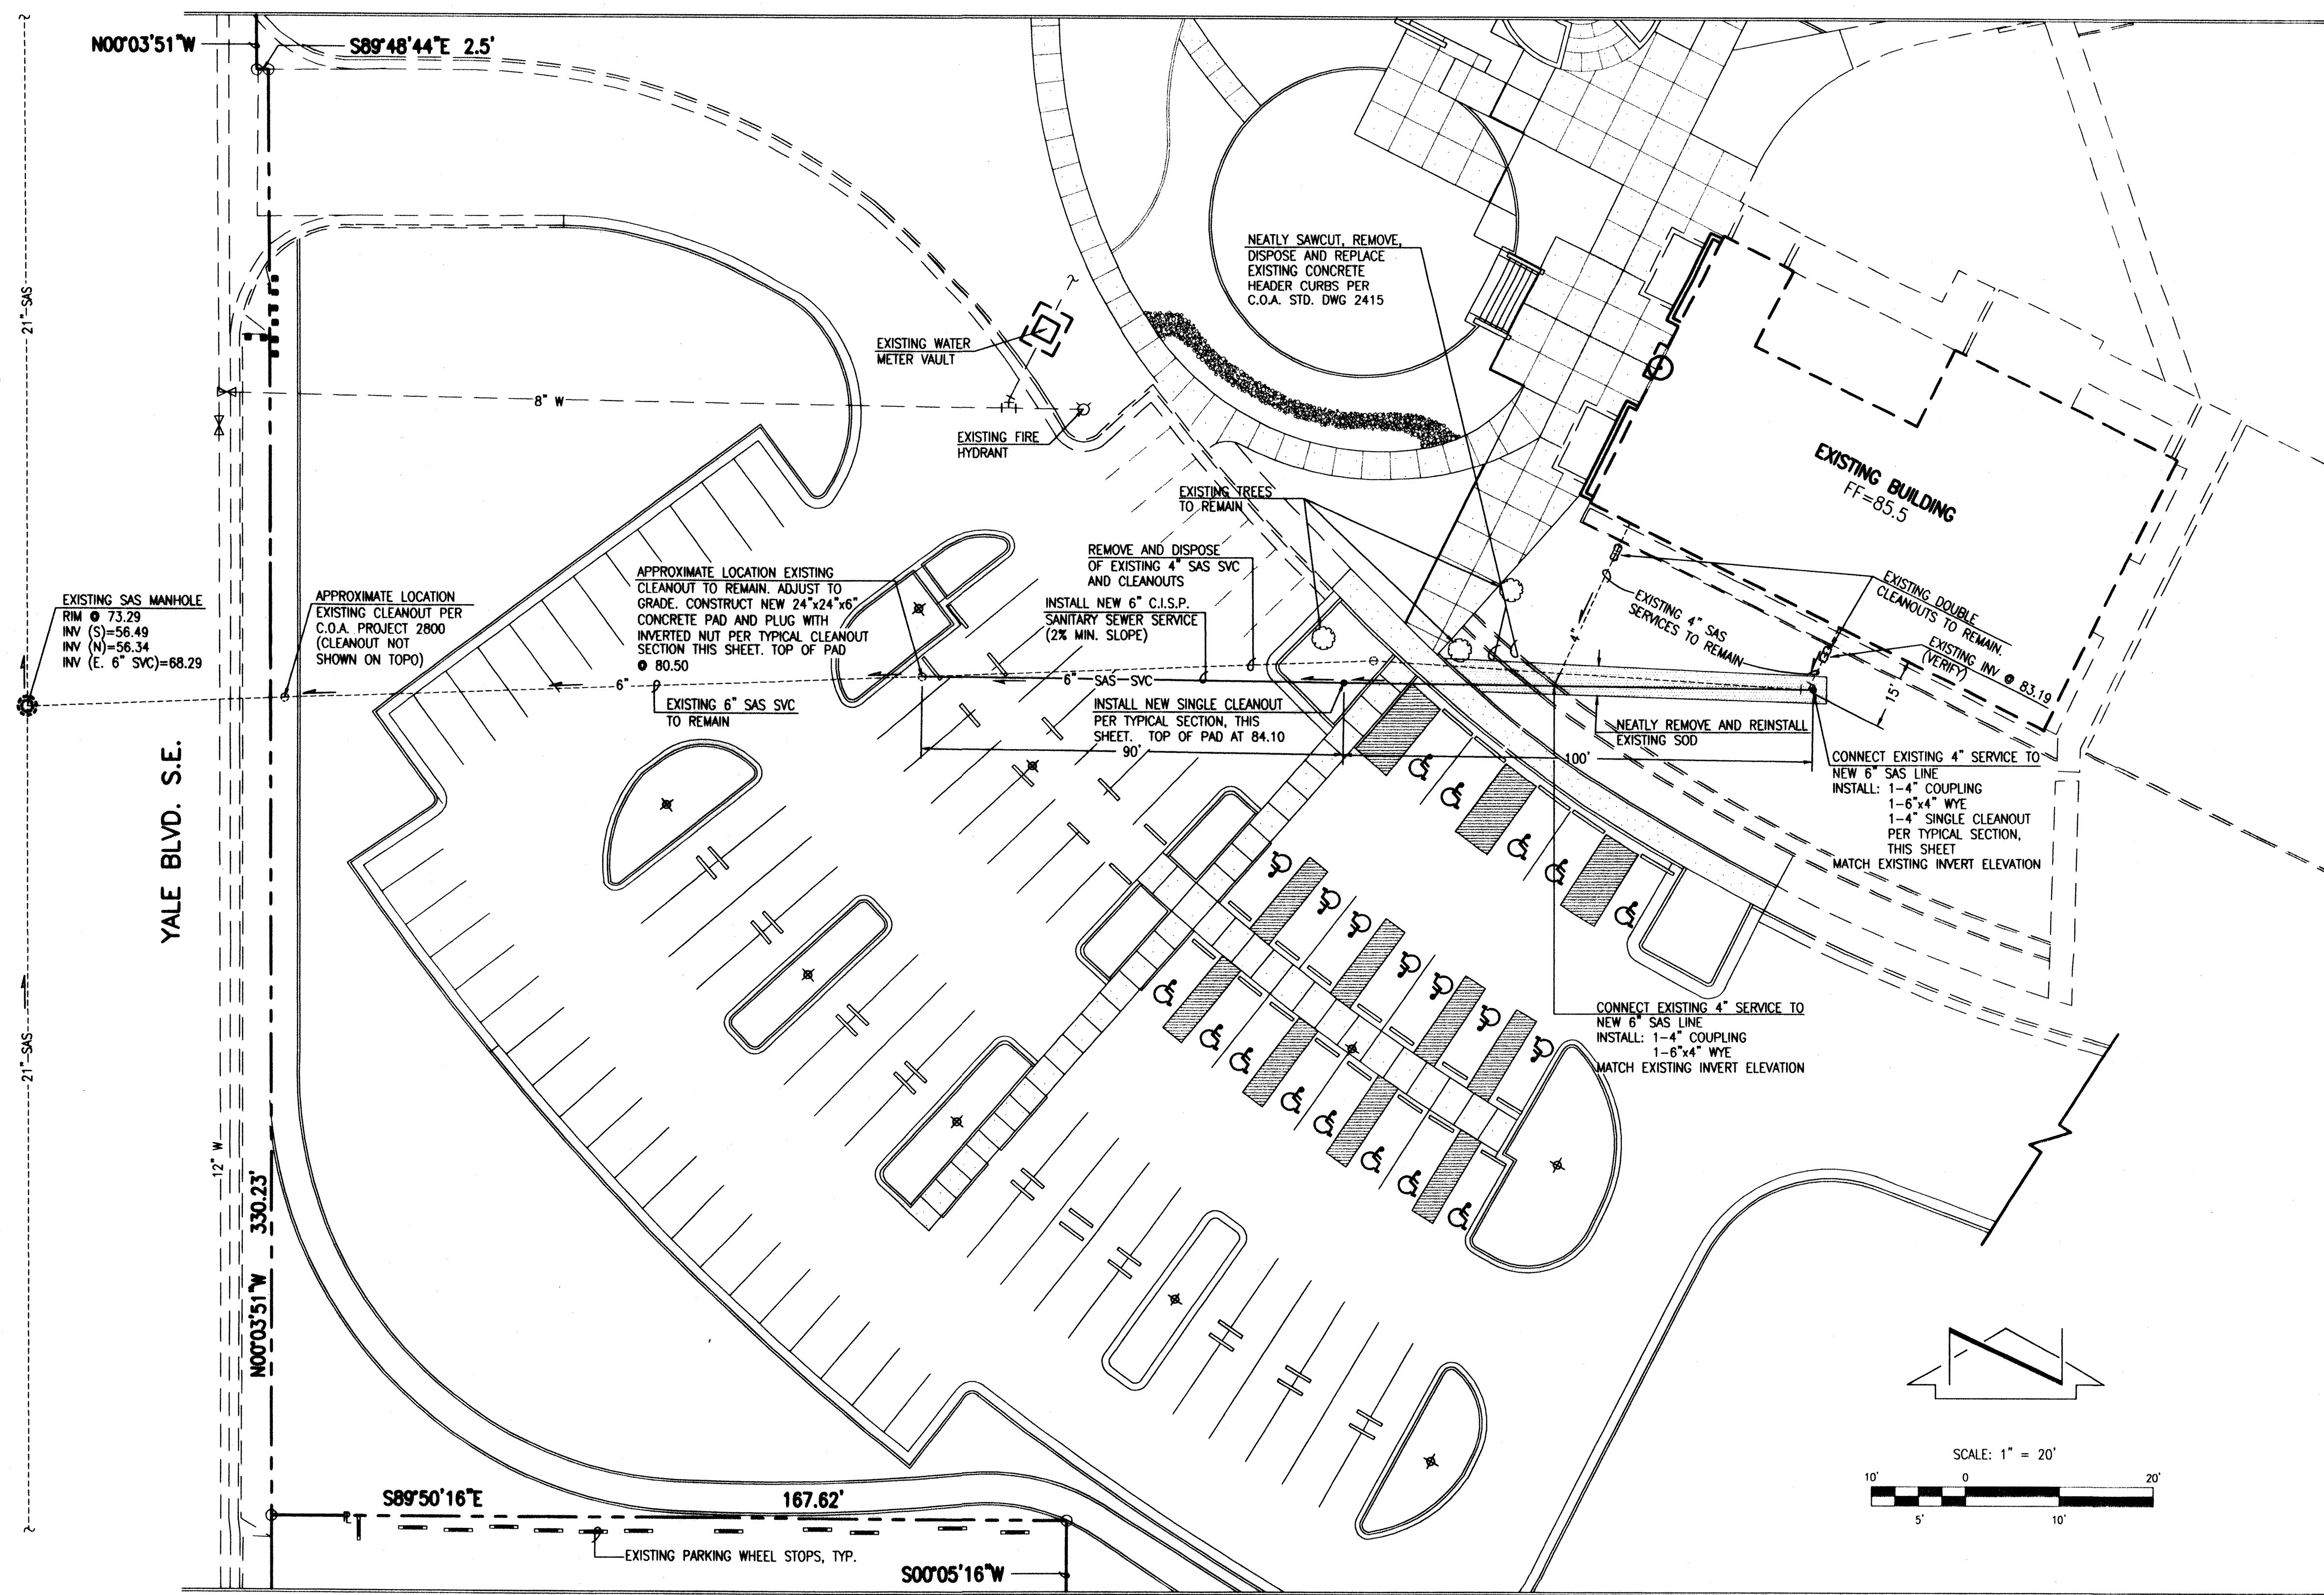 N00°03'51"W
S89°48'44"E 2.5'
21"-SAS
NEATLY SAWCUT, REMOVE,
DISPOSE AND REPLACE
EXISTING CONCRETE
HEADER CURBS PER
C.O.A. STD. DWG 2415
EXISTING WATER
METER VAULT
8" W
EXISTING FIRE
HYDRANT
EXISTING BUILDING
FF=85.5
EXISTING TREES
TO REMAIN
REMOVE AND DISPOSE
OF EXISTING 4" SAS SVC
AND CLEANOUTS
INSTALL NEW 6" C.I.S.P.
SANITARY SEWER SERVICE
(2% MIN. SLOPE)
APPROXIMATE LOCATION EXISTING
CLEANOUT TO REMAIN. ADJUST TO
GRADE. CONSTRUCT NEW 24"x24"x6"
CONCRETE PAD AND PLUG WITH
INVERTED NUT PER TYPICAL CLEANOUT
SECTION THIS SHEET. TOP OF PAD
@ 80.50
APPROXIMATE LOCATION
EXISTING CLEANOUT PER
C.O.A. PROJECT 2800
(CLEANOUT NOT
SHOWN ON TOPO)
EXISTING SAS MANHOLE
RIM @ 73.29
INV (S)=56.49
INV (N)=56.34
INV (E. 6" SVC)=68.29
EXISTING DOUBLE
CLEANOUTS TO REMAIN.
EXISTING INV @ 83.19
(VERIFY)
EXISTING 4" SAS
SERVICES TO REMAIN
4"
15'
6"
6" SAS SVC
EXISTING 6" SAS SVC
TO REMAIN
INSTALL NEW SINGLE CLEANOUT
PER TYPICAL SECTION, THIS
SHEET. TOP OF PAD AT 84.10
90'
100'
NEATLY REMOVE AND REINSTALL
EXISTING SOD
CONNECT EXISTING 4" SERVICE TO
NEW 6" SAS LINE
INSTALL: 1-4" COUPLING
1-6"x4" WYE
1-4" SINGLE CLEANOUT
PER TYPICAL SECTION,
THIS SHEET
MATCH EXISTING INVERT ELEVATION
YALE BLVD. S.E.
CONNECT EXISTING 4" SERVICE TO
NEW 6" SAS LINE
INSTALL: 1-4" COUPLING
1-6"x4" WYE
MATCH EXISTING INVERT ELEVATION
21"-SAS
12" W
N00°03'51"W 330.23'
SCALE: 1" = 20'
10' 0 20'
5' 10'
S89°50'16"E 167.62'
EXISTING PARKING WHEEL STOPS, TYP.
S00°05'16"W